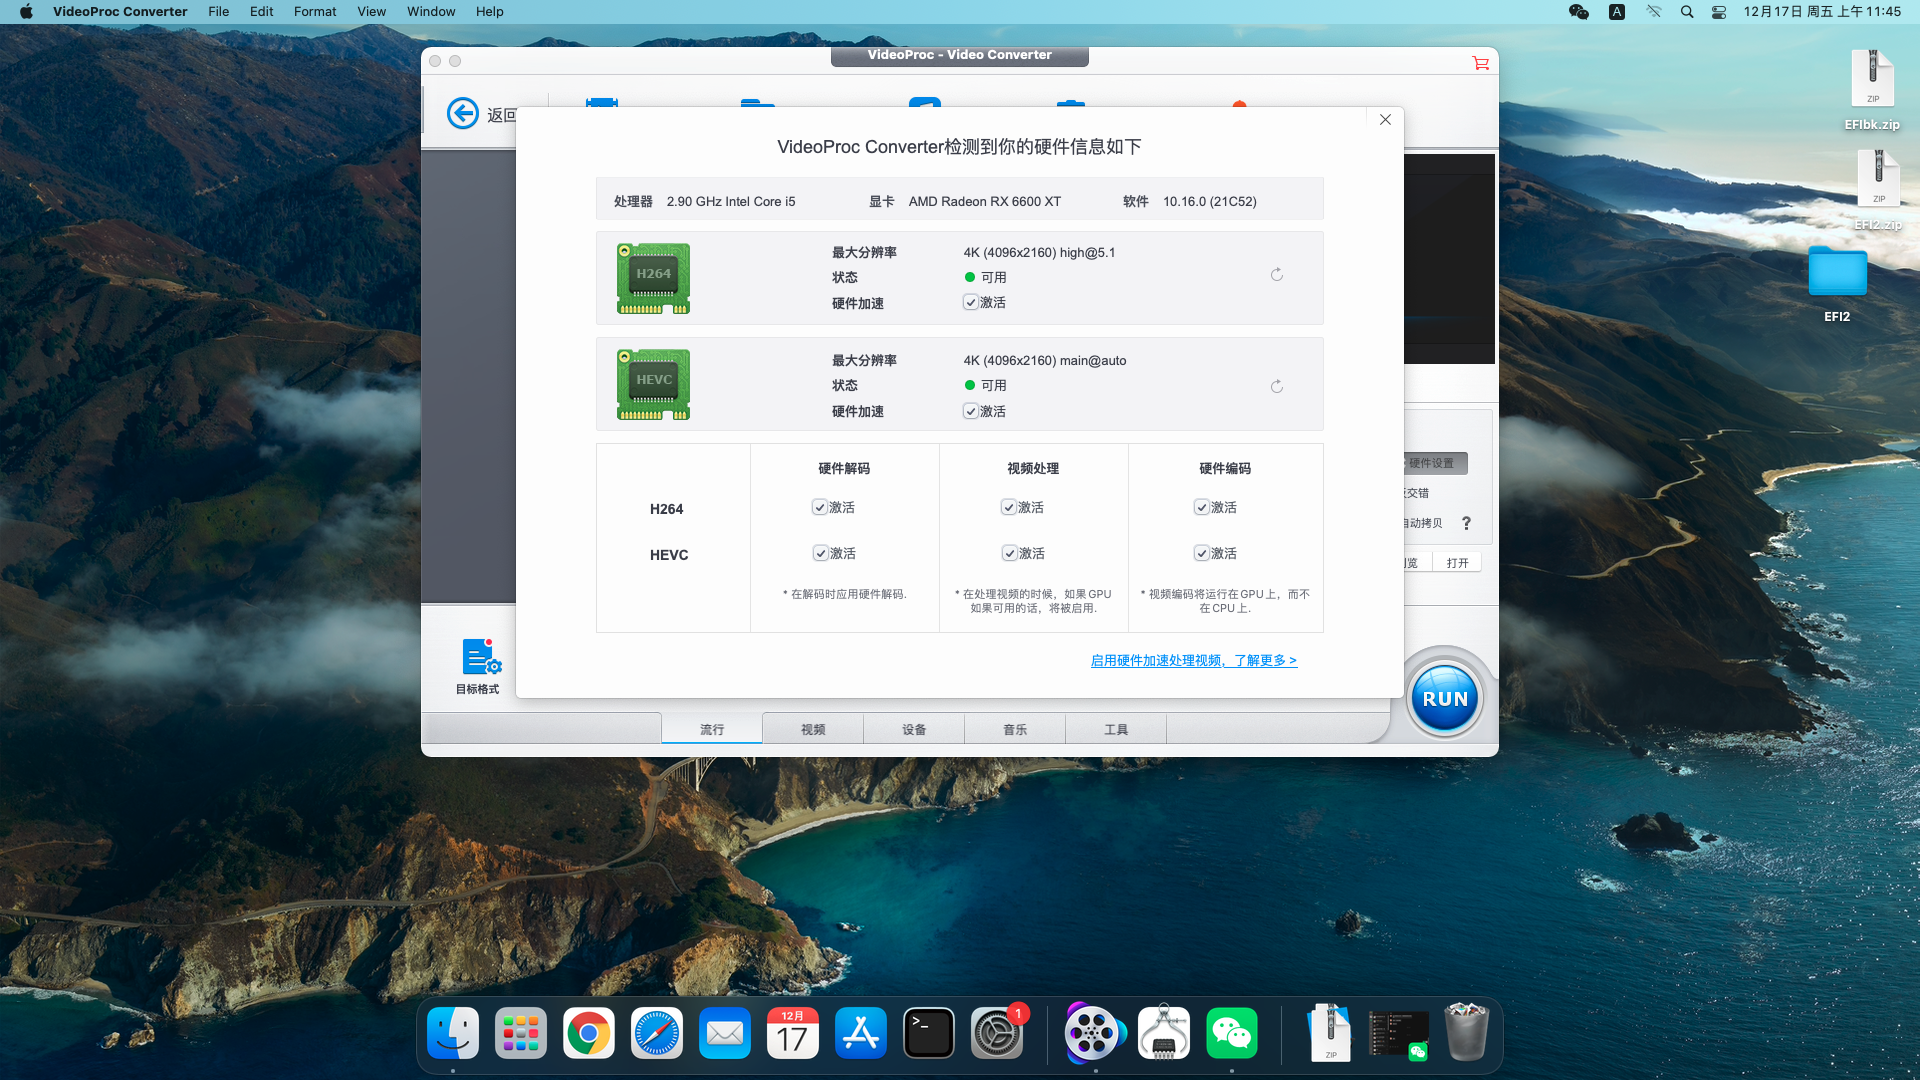 VideoProc Converter File Edit Format View Window Help
A 12月17日 周五 上午11:45
VideoProc - Video Converter
返回
VideoProc Converter检测到你的硬件信息如下
处理器 2.90 GHz Intel Core i5 显卡 AMD Radeon RX 6600 XT 软件 10.16.0 (21C52)
H264
最大分辨率 4K (4096x2160) high@5.1
状态 可用
硬件加速 激活
HEVC
最大分辨率 4K (4096x2160) main@auto
状态 可用
硬件加速 激活
硬件解码 视频处理 硬件编码
H264 激活 激活 激活
HEVC 激活 激活 激活
* 在解码时应用硬件解码.
* 在处理视频的时候，如果GPU
如果可用的话，将被启用.
* 视频编码将运行在GPU上，而不
在CPU上.
启用硬件加速处理视频，了解更多 >
硬件设置
交错
自动拷贝 ?
览 打开
目标格式
RUN
流行 视频 设备 音乐 工具
ZIP
EFIbk.zip
ZIP
EFI2.zip
EFI2
12月
17
>_
1
ZIP